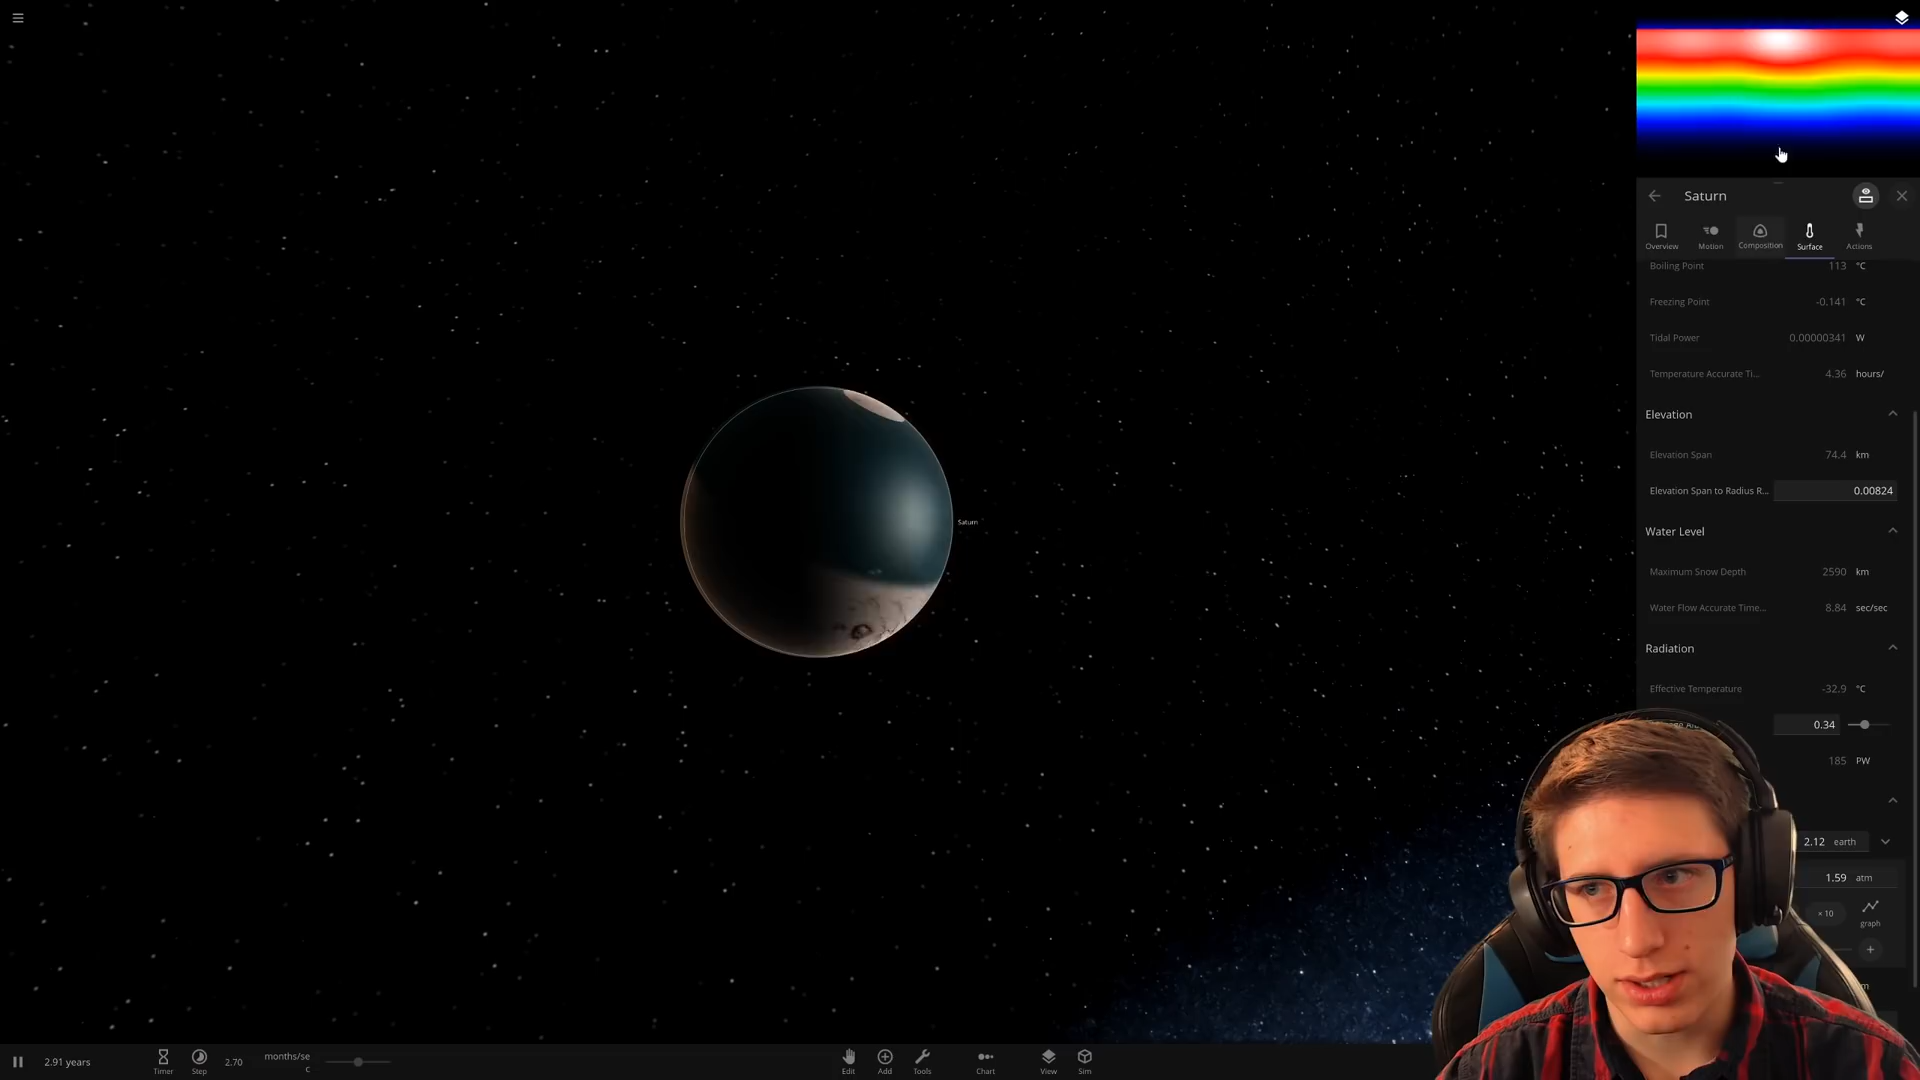 Saturn
Overview
Motion
Composition
Surface
Actions
Boiling Point 113 °C
Freezing Point -0.141 °C
Tidal Power 0.00000341 W
Temperature Accurate Ti... 4.36 hours/
Elevation
Elevation Span 74.4 km
Elevation Span to Radius R... 0.00824
Water Level
Maximum Snow Depth 2590 km
Water Flow Accurate Time... 8.84 sec/sec
Radiation
Effective Temperature -32.9 °C
0.34
185 PW
2.12 earth
1.59 atm
× 10
graph
Saturn
2.91 years
Timer
Step
2.70
months/se
c
Edit
Add
Tools
Chart
View
Sim